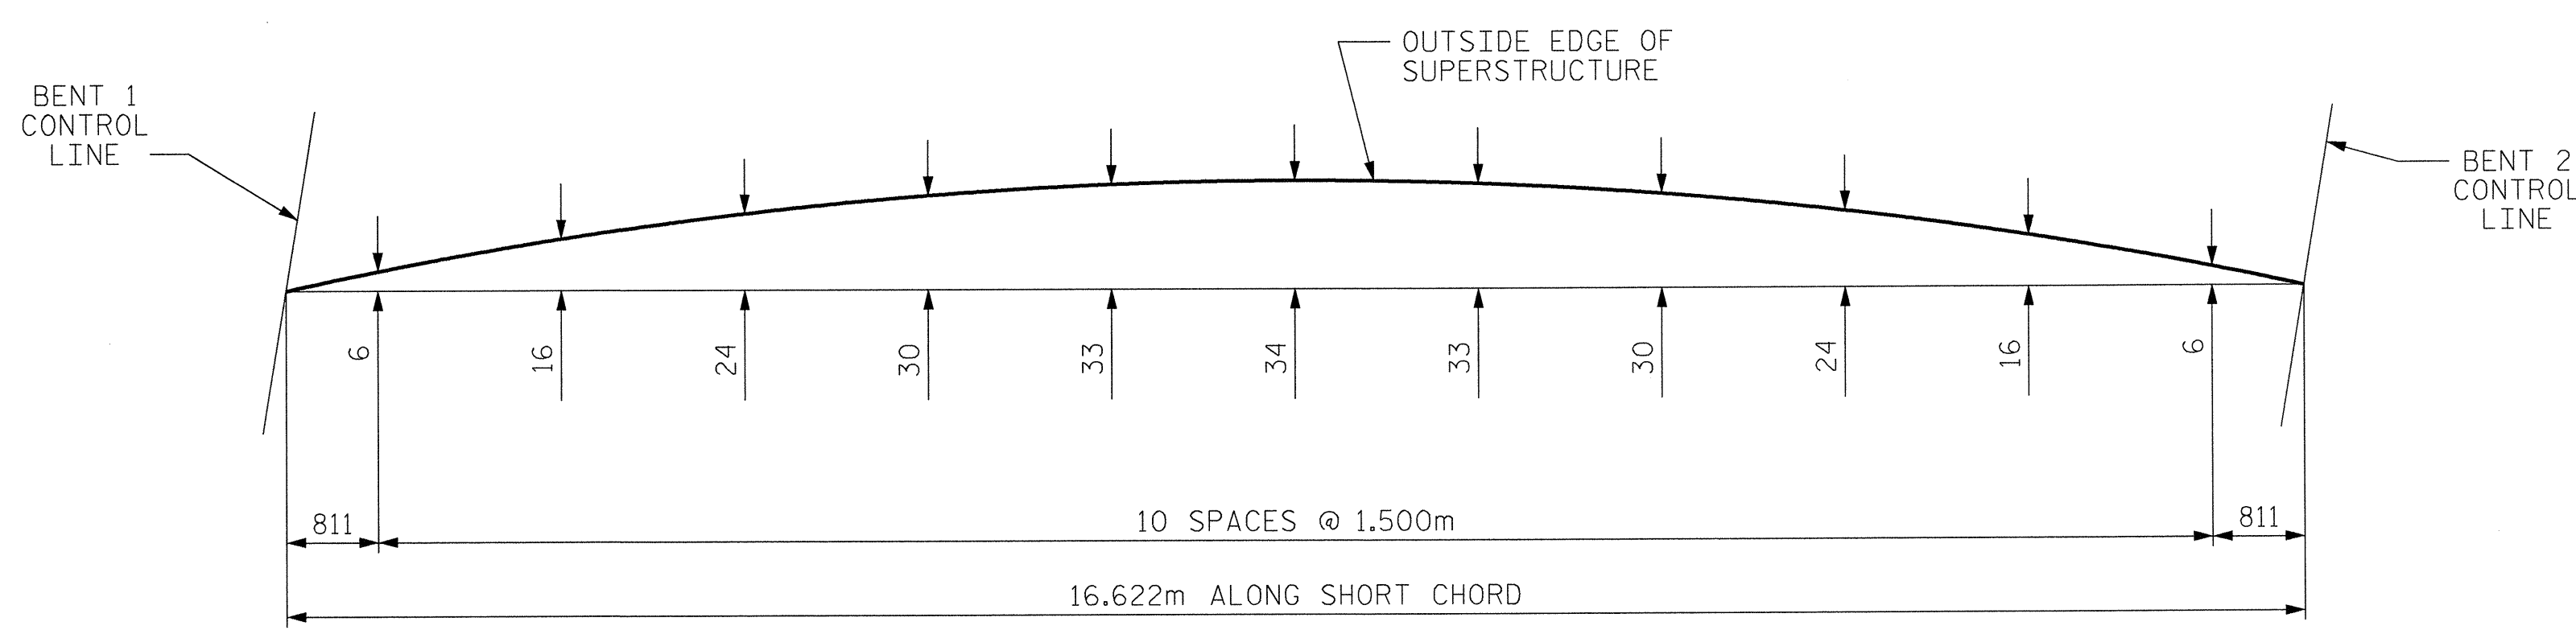 OUTSIDE EDGE OF
SUPERSTRUCTURE
BENT 1
CONTROL
LINE
BENT 2
CONTROL
LINE
6
16
24
30
33
34
33
30
24
16
6
811
10 SPACES @ 1.500m
811
16.622m ALONG SHORT CHORD